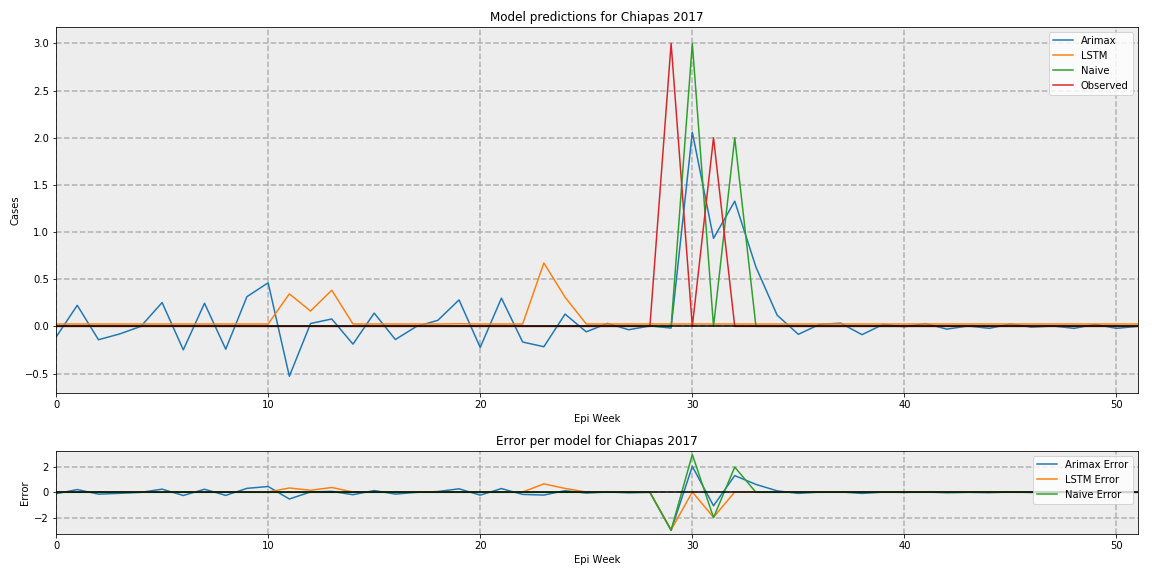 Model predictions for Chiapas 2017
Arimax
LSTM
Naive
Observed
3.0
2.5
2.0
1.5
1.0
0.5
0.0
−0.5
Cases
0 10 20 30 40 50
Epi Week
Error per model for Chiapas 2017
Arimax Error
LSTM Error
Naive Error
2
0
−2
Error
0 10 20 30 40 50
Epi Week